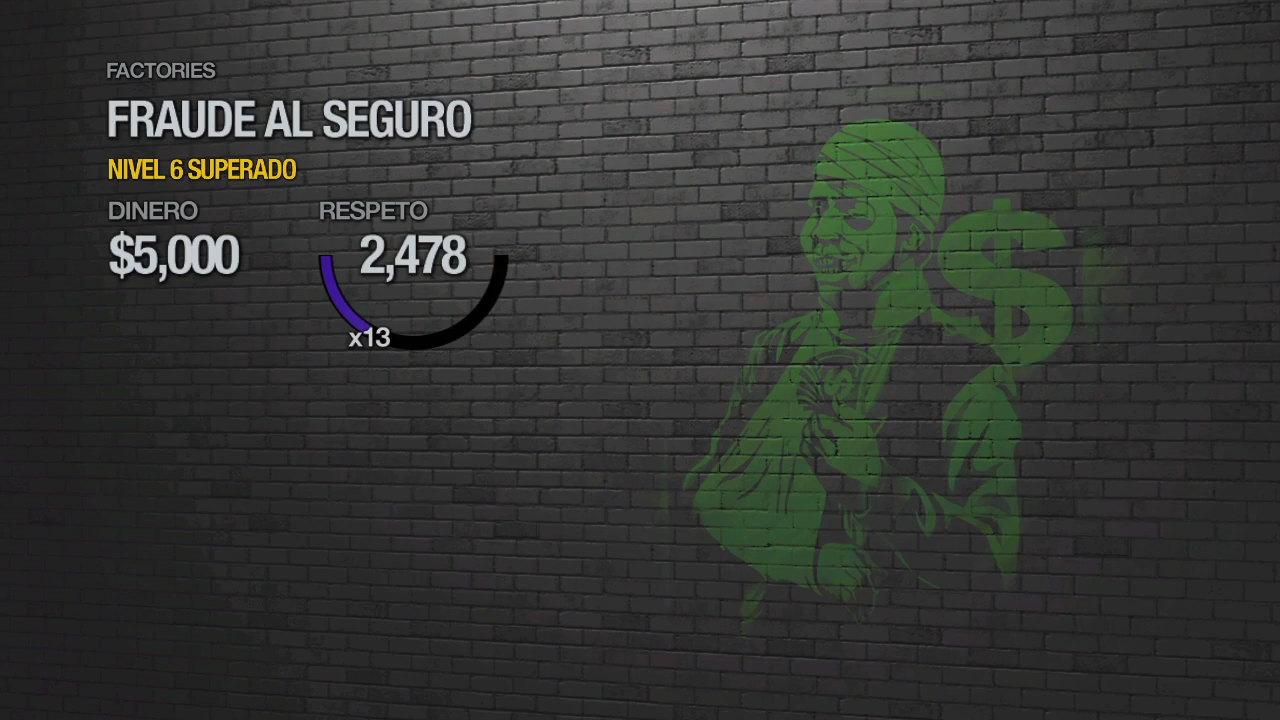 FACTORIES
FRAUDE AL SEGURO
NIVEL 6 SUPERADO
DINERO RESPETO
$5,000 2,478
x13
$
$